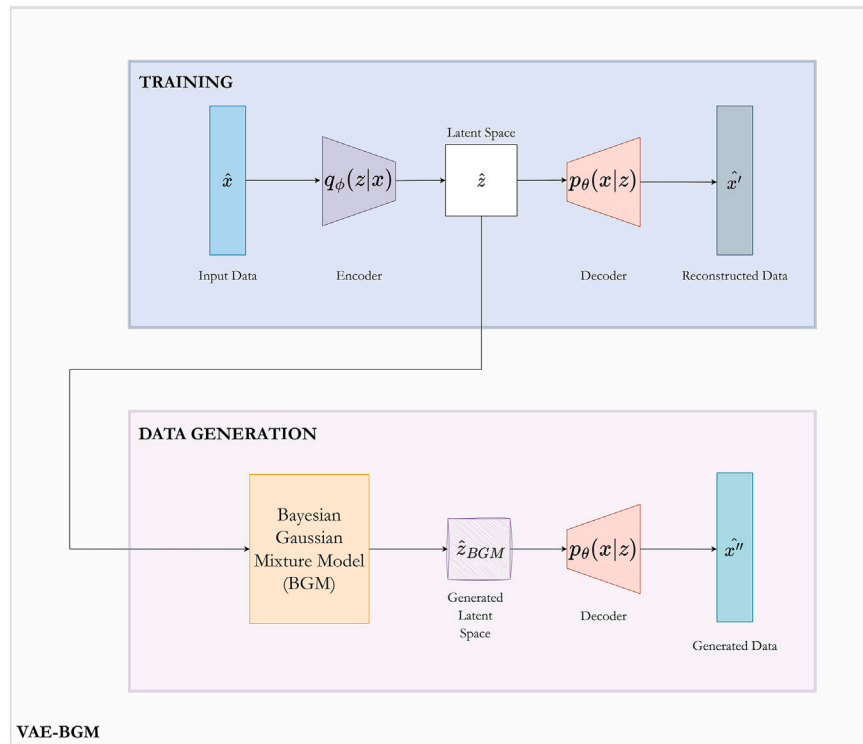 TRAINING
Latent Space
x̂
q_ϕ(z|x)
ẑ
p_θ(x|z)
x̂′
Input Data
Encoder
Decoder
Reconstructed Data
DATA GENERATION
Bayesian
Gaussian
Mixture Model
(BGM)
ẑ_BGM
p_θ(x|z)
x̂″
Generated
Latent
Space
Decoder
Generated Data
VAE-BGM